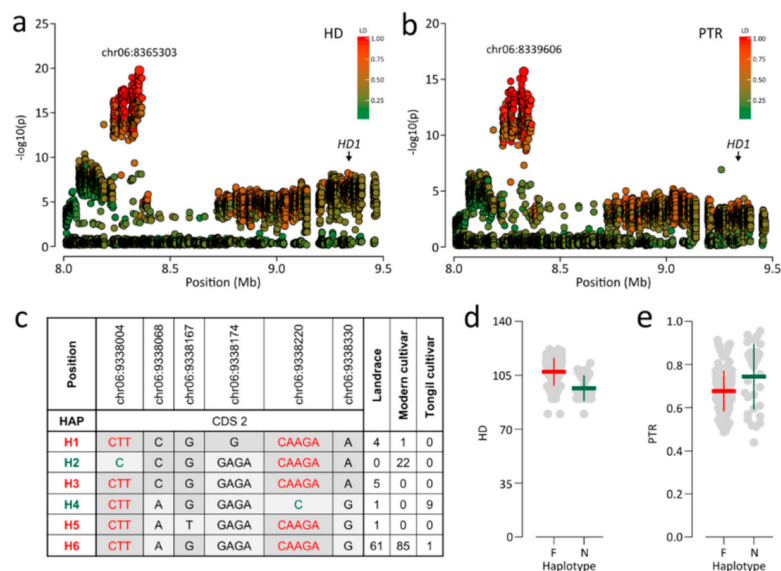 a
HD
LD
1.00
0.75
0.50
0.25
chr06:8365303
HD1
25
20
15
10
5
0
-log10(p)
8.0 8.5 9.0 9.5
Position (Mb)
b
PTR
LD
1.00
0.75
0.50
0.25
chr06:8339606
HD1
20
15
10
5
0
-log10(p)
8.0 8.5 9.0 9.5
Position (Mb)
c
Position chr06:9338004 chr06:9338068 chr06:9338167 chr06:9338174 chr06:9338220 chr06:9338330 Landrace Modern cultivar Tongil cultivar
HAP CDS 2
H1 CTT C G G CAAGA A 4 1 0
H2 C C G GAGA CAAGA A 0 22 0
H3 CTT C G GAGA CAAGA A 5 0 0
H4 CTT A G GAGA C G 1 0 9
H5 CTT A T GAGA CAAGA G 1 0 0
H6 CTT A G GAGA CAAGA G 61 85 1
d
140
105
70
35
0
HD
F N
Haplotype
e
1.0
0.8
0.6
0.4
0.2
0.0
PTR
F N
Haplotype